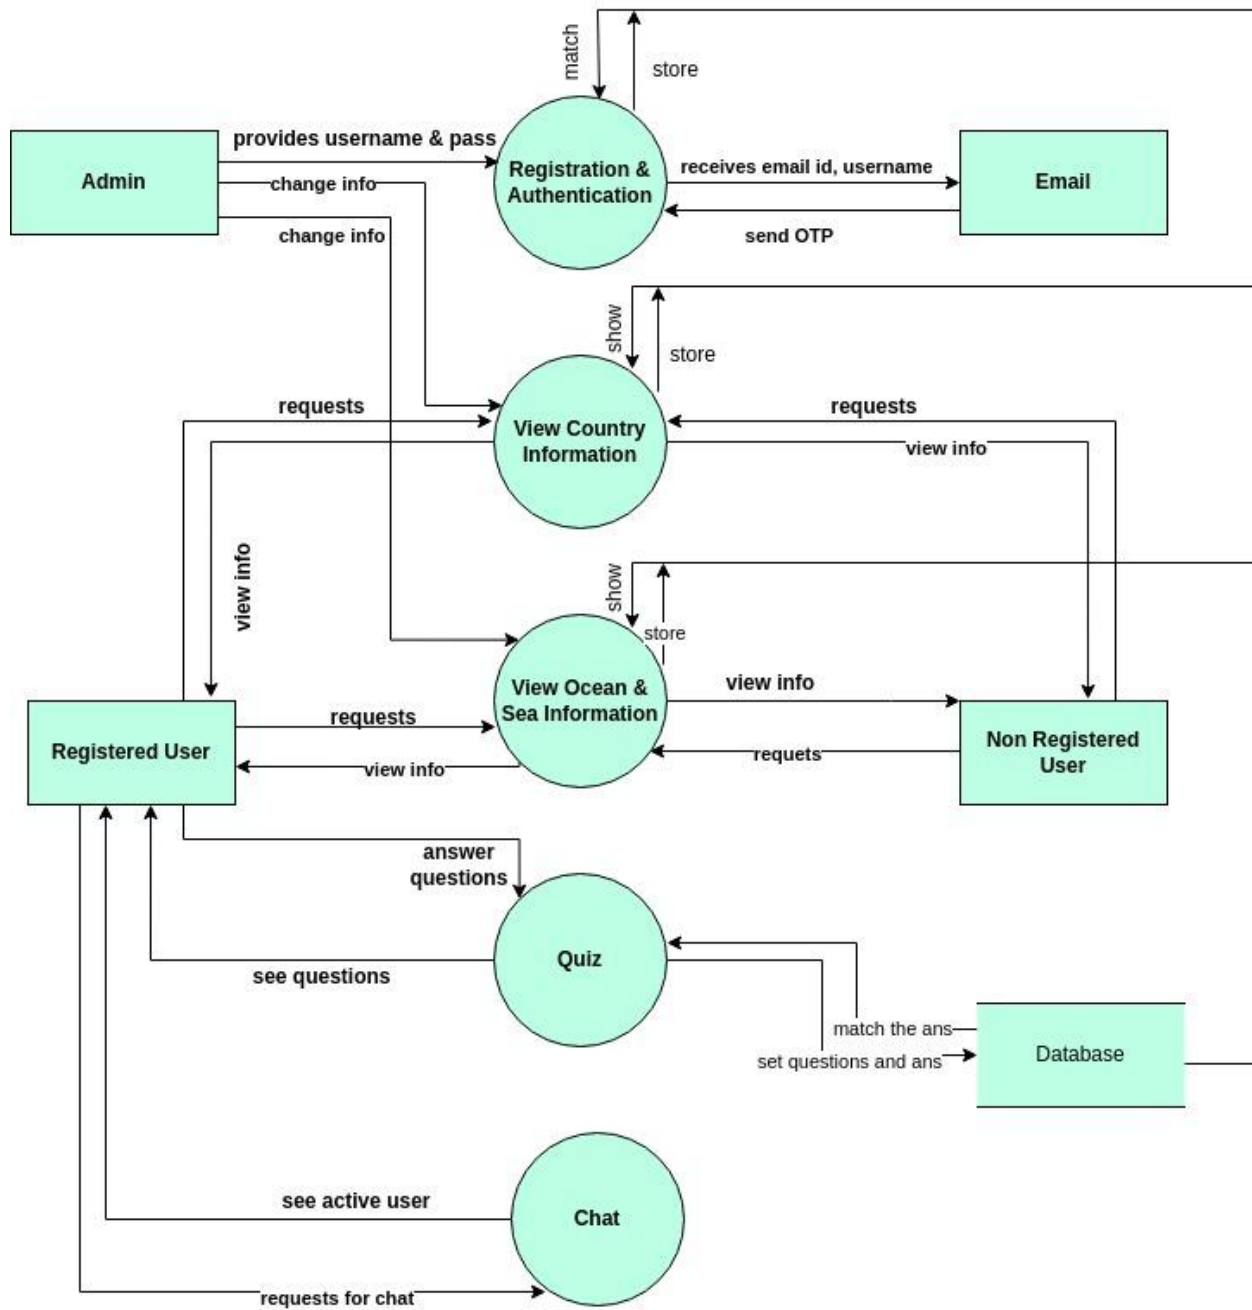 match
store
provides username & pass
Admin
Registration &
Authentication
receives email id, username
Email
change info
change info
send OTP
show
store
requests
requests
View Country
Information
view info
view info
show
store
view info
View Ocean &
Sea Information
requests
Registered User
Non Registered
User
requets
view info
answer
questions
Quiz
see questions
match the ans
set questions and ans
Database
see active user
Chat
requests for chat